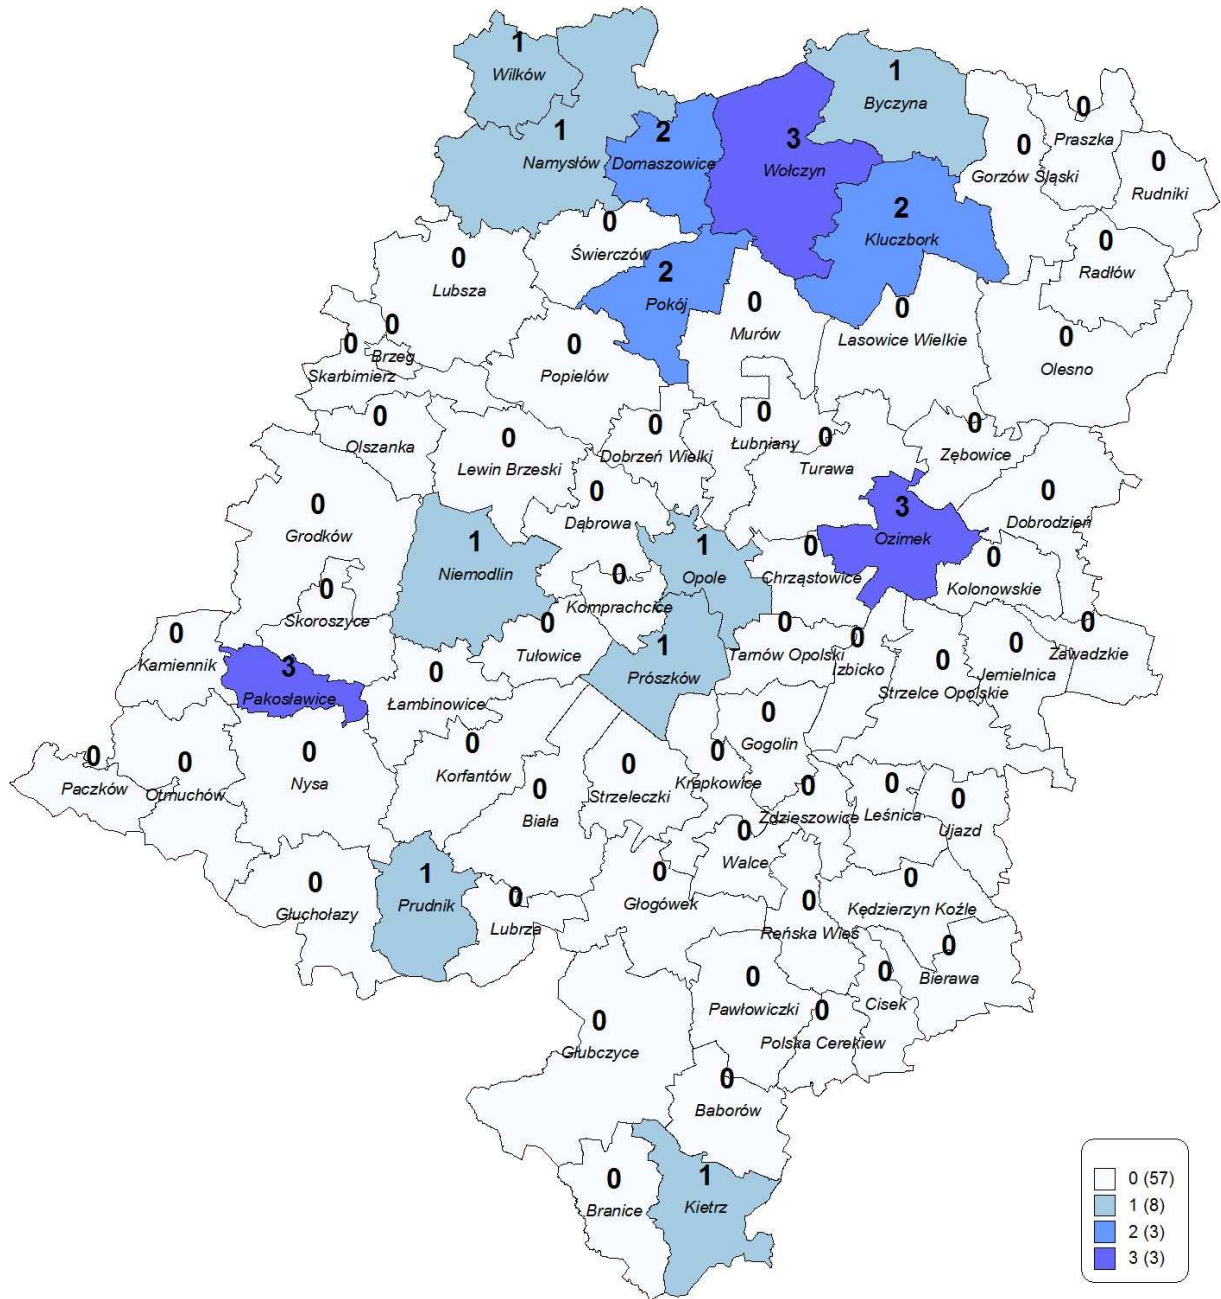 1
Wilków
1
Byczyna
0
Praszka
1
Namysłów
2
Domaszowice
3
Wołczyn
0
Gorzów Śląski
0
Rudniki
0
Świerczów
2
Kluczbork
0
Radłów
0
Lubsza
2
Pokój
0
Murów
0
Lasowice Wielkie
0
Brzeg
0
Skarbimierz
0
Popielów
0
Olesno
0
Olszanka
0
Lewin Brzeski
0
Dobrzeń Wielki
0
Łubniany
0
Turawa
0
Zębowice
0
Grodków
0
Dąbrowa
3
Ozimek
0
Dobrodzień
1
Niemodlin
1
Opole
0
Chrząstowice
0
Kolonowskie
0
Skoroszyce
0
Komprachcice
0
Kamiennik
0
Tułowice
1
Prószków
0
Tarnów Opolski
0
Izbicko
0
Strzelce Opolskie
0
Jemielnica
0
Zawadzkie
3
Pakosławice
0
Łambinowice
0
Gogolin
0
Paczków
0
Otmuchów
0
Nysa
0
Korfantów
0
Biała
0
Strzeleczki
0
Krapkowice
0
Zdzieszowice
0
Leśnica
0
Ujazd
0
Walce
0
Głuchołazy
1
Prudnik
0
Lubrza
0
Głogówek
0
Reńska Wieś
0
Kędzierzyn Koźle
0
Bierawa
0
Pawłowiczki
0
Cisek
0
Polska Cerekiew
0
Głubczyce
0
Baborów
0
Branice
1
Kietrz
0 (57)
1 (8)
2 (3)
3 (3)